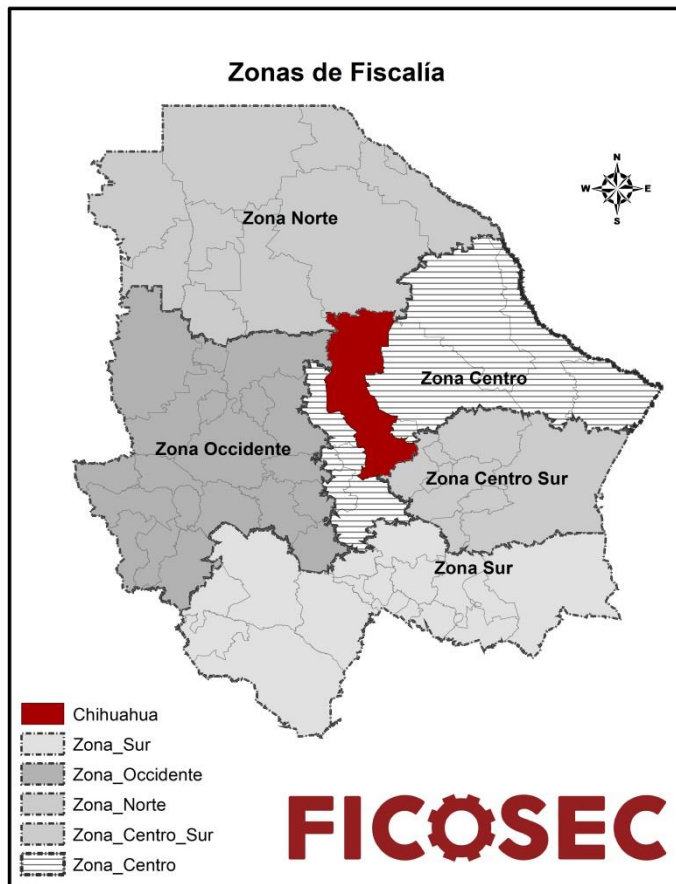 Zonas de Fiscalía
N
W E
S
Zona Norte
Zona Centro
Zona Occidente
Zona Centro Sur
Zona Sur
Chihuahua
Zona_Sur
Zona_Occidente
Zona_Norte
Zona_Centro_Sur
Zona_Centro
FICOSEC